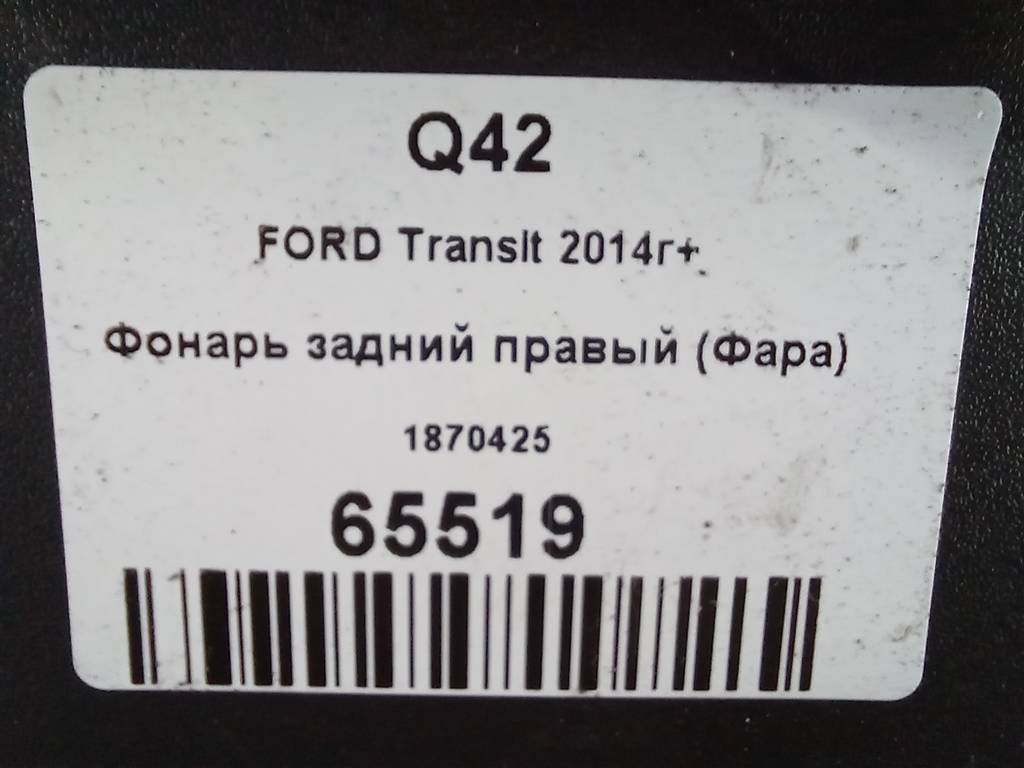 Q42
FORD Transit 2014г+
Фонарь задний правый (Фара)
1870425
65519